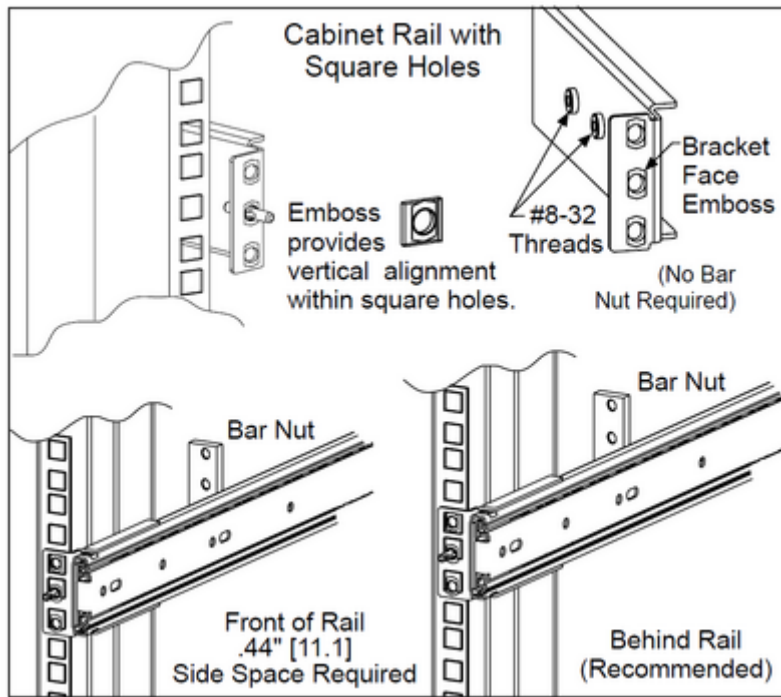 Cabinet Rail with
Square Holes
Emboss
provides
vertical alignment
within square holes.
#8-32
Threads
Bracket
Face
Emboss
(No Bar
Nut Required)
Bar Nut
Front of Rail
.44" [11.1]
Side Space Required
Bar Nut
Behind Rail
(Recommended)